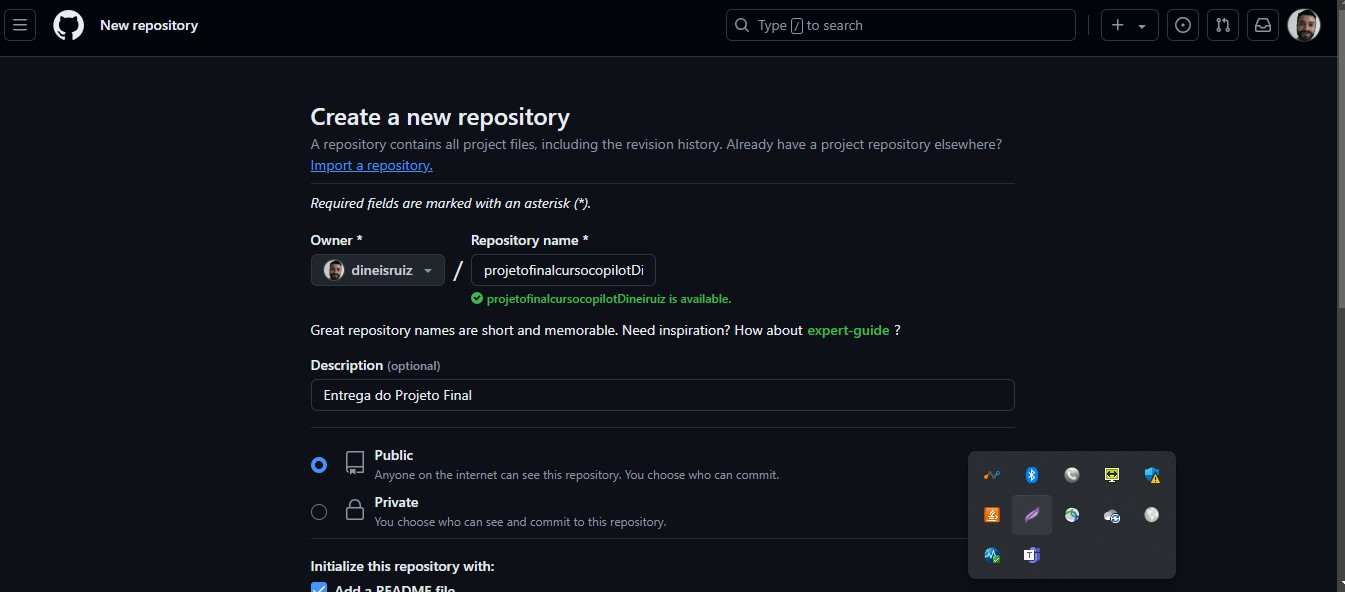 New repository
Type / to search
Create a new repository
A repository contains all project files, including the revision history. Already have a project repository elsewhere?
Import a repository.
Required fields are marked with an asterisk (*).
Owner * Repository name *
dineisruiz / projetofinalcursocopilotDi
projetofinalcursocopilotDineiruiz is available.
Great repository names are short and memorable. Need inspiration? How about expert-guide ?
Description (optional)
Entrega do Projeto Final
Public
Anyone on the internet can see this repository. You choose who can commit.
Private
You choose who can see and commit to this repository.
Initialize this repository with:
Add a README file